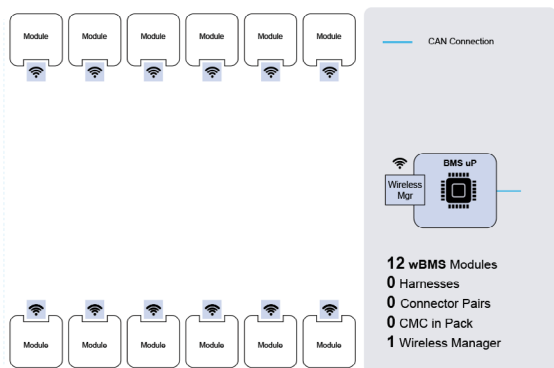 Module Module Module Module Module Module
CAN Connection
BMS uP
Wireless
Mgr
12 wBMS Modules
0 Harnesses
0 Connector Pairs
0 CMC in Pack
1 Wireless Manager
Module Module Module Module Module Module